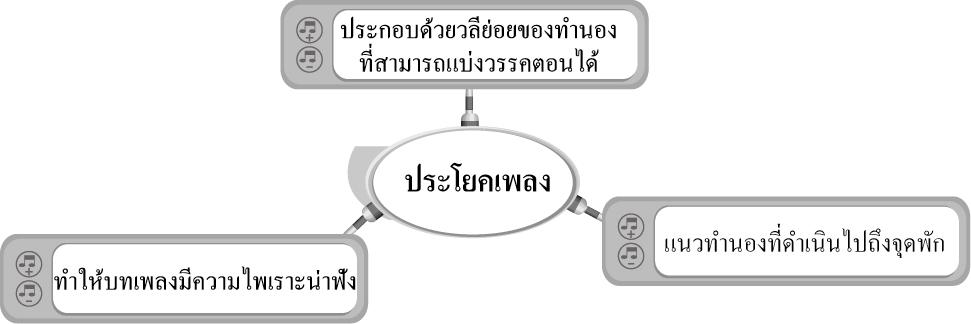 ประกอบด้วยวลีย่อยของทำนอง
ที่สามารถแบ่งวรรคตอนได้
ประโยคเพลง
แนวทำนองที่ดำเนินไปถึงจุดพัก
ทำให้บทเพลงมีความไพเราะน่าฟัง